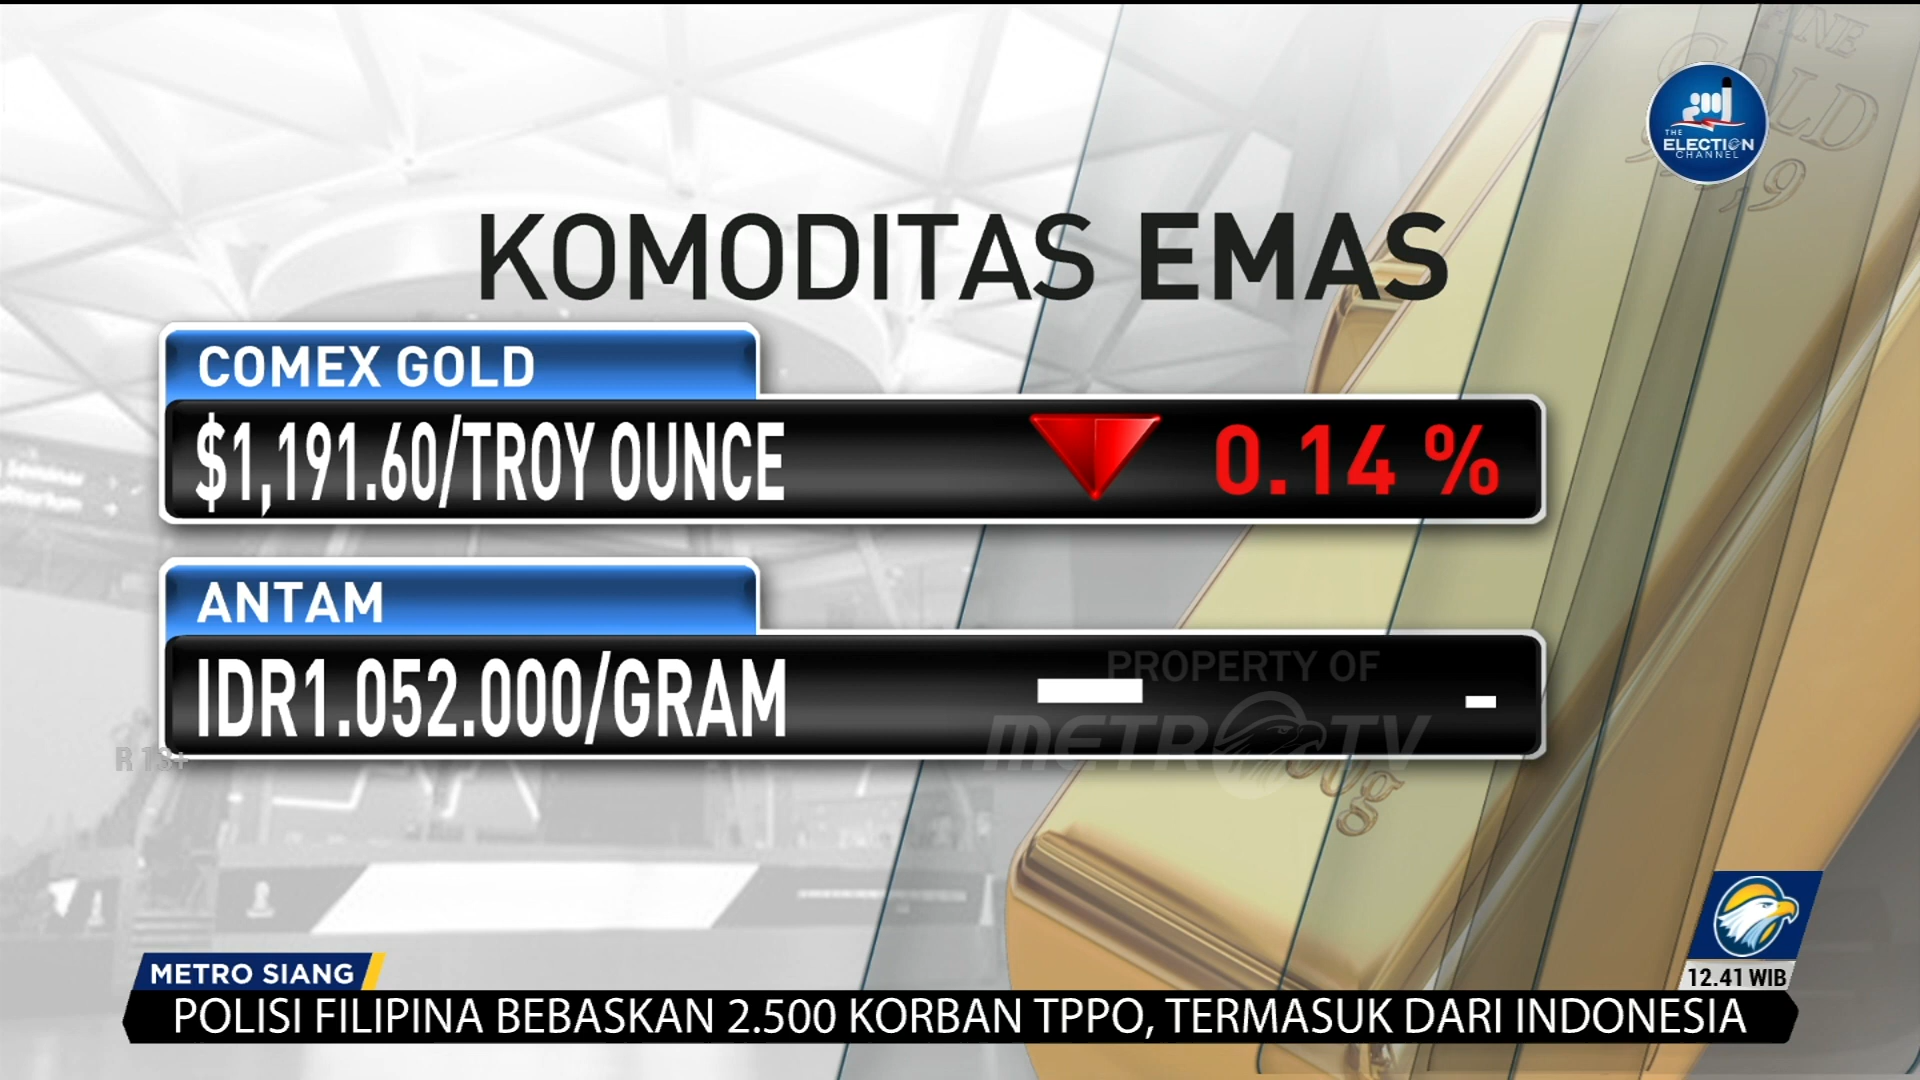 FINE
GOLD
THE
ELECTION
CHANNEL
KOMODITAS EMAS
COMEX GOLD
$1,191.60/TROY OUNCE
0.14 %
ANTAM
IDR1.052.000/GRAM
-
PROPERTY OF
METRO TV
R 13+
METRO SIANG
12.41 WIB
POLISI FILIPINA BEBASKAN 2.500 KORBAN TPPO, TERMASUK DARI INDONESIA